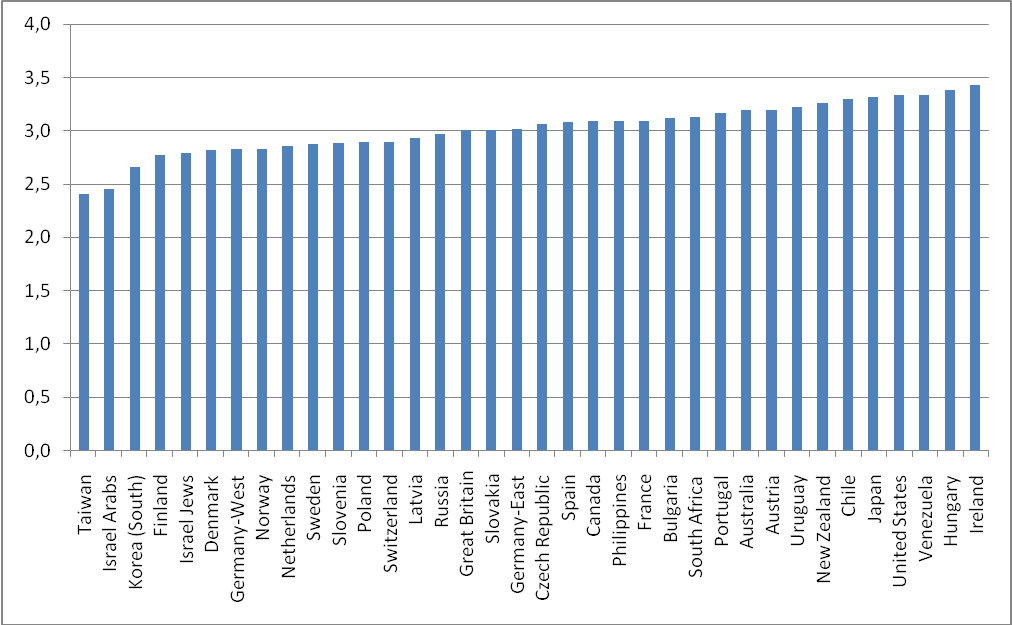 4,0
3,5
3,0
2,5
2,0
1,5
1,0
0,5
0,0
Taiwan
Israel Arabs
Korea (South)
Finland
Israel Jews
Denmark
Germany-West
Norway
Netherlands
Sweden
Slovenia
Poland
Switzerland
Latvia
Russia
Great Britain
Slovakia
Germany-East
Czech Republic
Spain
Canada
Philippines
France
Bulgaria
South Africa
Portugal
Australia
Austria
Uruguay
New Zealand
Chile
Japan
United States
Venezuela
Hungary
Ireland